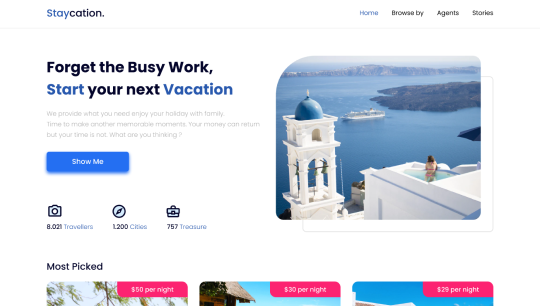 Staycation.
Home Browse by Agents Stories
Forget the Busy Work,
Start your next Vacation
We provide what you need enjoy your holiday with family.
Time to make another memorable moments. Your money can return
but your time is not. What are you thinking ?
Show Me
8.021 Travellers 1.200 Cities 757 Treasure
Most Picked
$50 per night $30 per night $29 per night